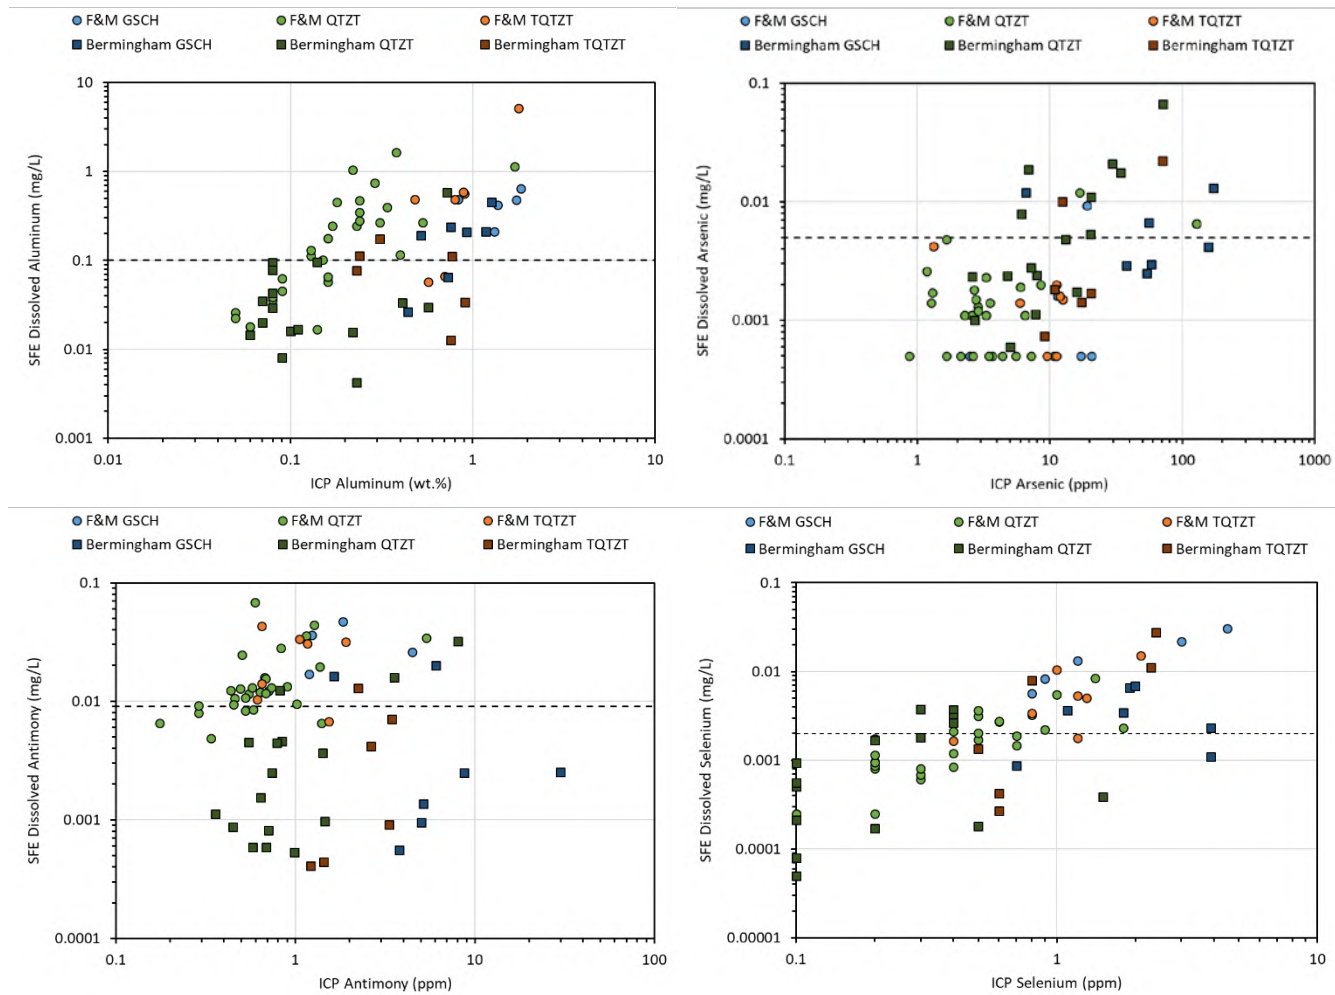 F&M GSCH F&M QTZT F&M TQTZT
Bermingham GSCH Bermingham QTZT Bermingham TQTZT
10
1
0.1
0.01
0.001
SFE Dissolved Aluminum (mg/L)
0.01 0.1 1 10
ICP Aluminum (wt.%)
F&M GSCH F&M QTZT F&M TQTZT
Bermingham GSCH Bermingham QTZT Bermingham TQTZT
0.1
0.01
0.001
0.0001
SFE Dissolved Arsenic (mg/L)
0.1 1 10 100 1000
ICP Arsenic (ppm)
F&M GSCH F&M QTZT F&M TQTZT
Bermingham GSCH Bermingham QTZT Bermingham TQTZT
0.1
0.01
0.001
0.0001
SFE Dissolved Antimony (mg/L)
0.1 1 10 100
ICP Antimony (ppm)
F&M GSCH F&M QTZT F&M TQTZT
Bermingham GSCH Bermingham QTZT Bermingham TQTZT
0.1
0.01
0.001
0.0001
0.00001
SFE Dissolved Selenium (mg/L)
0.1 1 10
ICP Selenium (ppm)